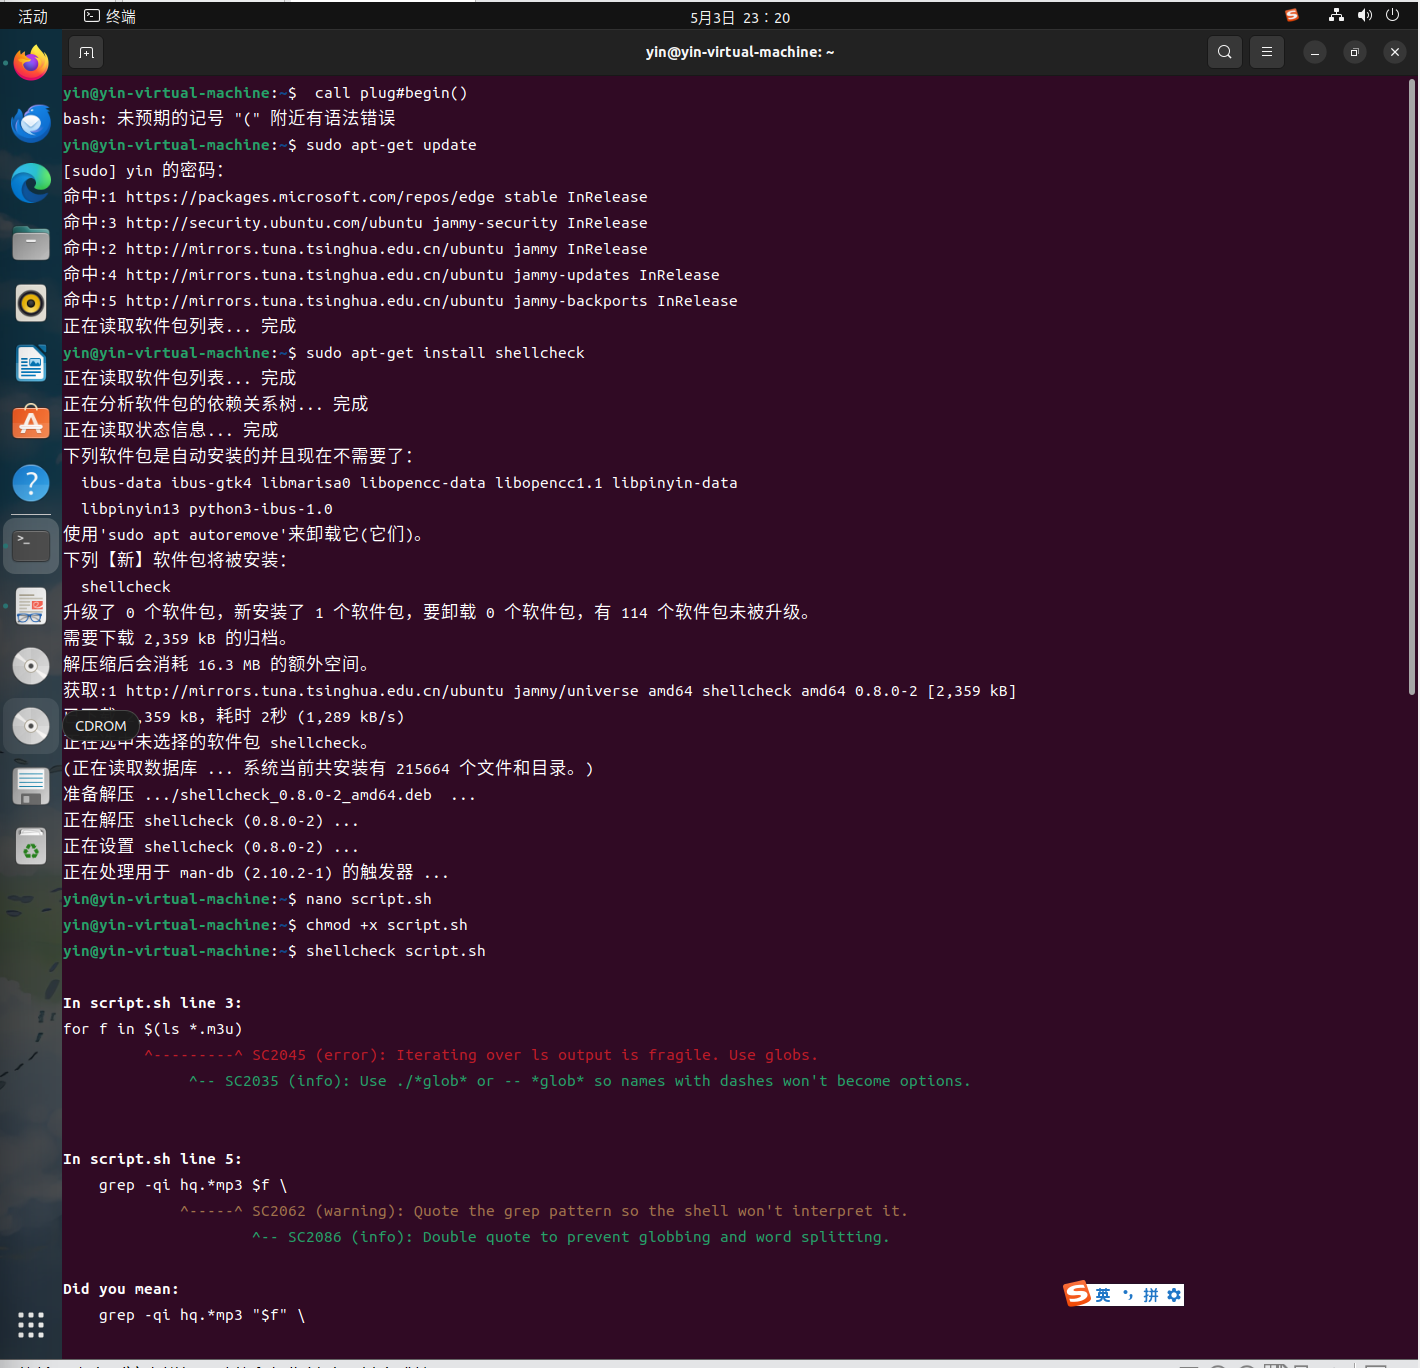 活动 终端 5月3日 23：20
yin@yin-virtual-machine: ~
yin@yin-virtual-machine:~$  call plug#begin()
bash: 未预期的记号 "(" 附近有语法错误
yin@yin-virtual-machine:~$ sudo apt-get update
[sudo] yin 的密码：
命中:1 https://packages.microsoft.com/repos/edge stable InRelease
命中:3 http://security.ubuntu.com/ubuntu jammy-security InRelease
命中:2 http://mirrors.tuna.tsinghua.edu.cn/ubuntu jammy InRelease
命中:4 http://mirrors.tuna.tsinghua.edu.cn/ubuntu jammy-updates InRelease
命中:5 http://mirrors.tuna.tsinghua.edu.cn/ubuntu jammy-backports InRelease
正在读取软件包列表... 完成
yin@yin-virtual-machine:~$ sudo apt-get install shellcheck
正在读取软件包列表... 完成
正在分析软件包的依赖关系树... 完成
正在读取状态信息... 完成
下列软件包是自动安装的并且现在不需要了：
  ibus-data ibus-gtk4 libmarisa0 libopencc-data libopencc1.1 libpinyin-data
  libpinyin13 python3-ibus-1.0
使用'sudo apt autoremove'来卸载它(它们)。
下列【新】软件包将被安装：
  shellcheck
升级了 0 个软件包，新安装了 1 个软件包，要卸载 0 个软件包，有 114 个软件包未被升级。
需要下载 2,359 kB 的归档。
解压缩后会消耗 16.3 MB 的额外空间。
获取:1 http://mirrors.tuna.tsinghua.edu.cn/ubuntu jammy/universe amd64 shellcheck amd64 0.8.0-2 [2,359 kB]
,359 kB，耗时 2秒 (1,289 kB/s)
CDROM
正在选中未选择的软件包 shellcheck。
(正在读取数据库 ... 系统当前共安装有 215664 个文件和目录。)
准备解压 .../shellcheck_0.8.0-2_amd64.deb  ...
正在解压 shellcheck (0.8.0-2) ...
正在设置 shellcheck (0.8.0-2) ...
正在处理用于 man-db (2.10.2-1) 的触发器 ...
yin@yin-virtual-machine:~$ nano script.sh
yin@yin-virtual-machine:~$ chmod +x script.sh
yin@yin-virtual-machine:~$ shellcheck script.sh
In script.sh line 3:
for f in $(ls *.m3u)
         ^---------^ SC2045 (error): Iterating over ls output is fragile. Use globs.
              ^-- SC2035 (info): Use ./*glob* or -- *glob* so names with dashes won't become options.
In script.sh line 5:
    grep -qi hq.*mp3 $f \
             ^-----^ SC2062 (warning): Quote the grep pattern so the shell won't interpret it.
                     ^-- SC2086 (info): Double quote to prevent globbing and word splitting.
Did you mean:
    grep -qi hq.*mp3 "$f" \
英 拼